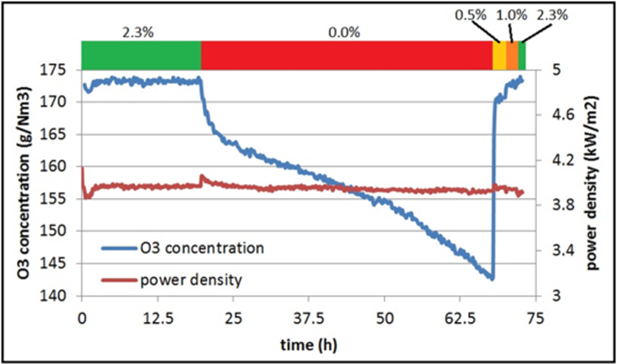 0.5% 1.0% 2.3%
2.3% 0.0%
175 5
170 4.6
165
160 4.2
155 3.8
150
145 3.4
140 3
O3 concentration (g/Nm3)
power density (kW/m2)
O3 concentration
power density
0 12.5 25 37.5 50 62.5 75
time (h)